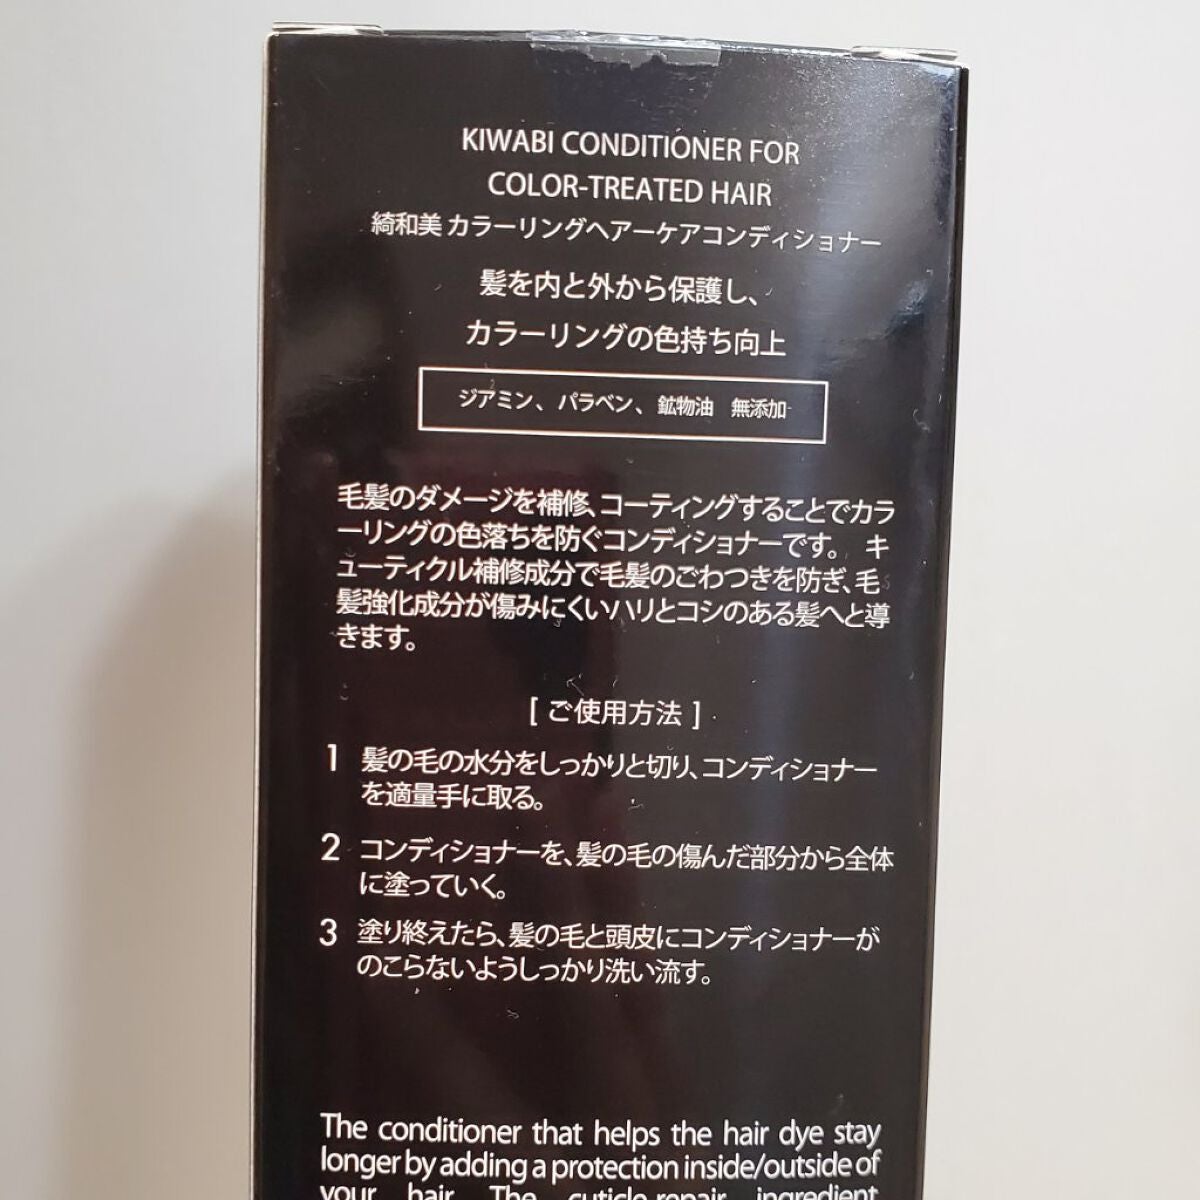 KIWABI CONDITIONER FOR
COLOR-TREATED HAIR
綺和美 カラーリングヘアーケアコンディショナー
髪を内と外から保護し、
カラーリングの色持ち向上
ジアミン、パラベン、鉱物油 無添加
毛髪のダメージを補修、コーティングすることでカラ
ーリングの色落ちを防ぐコンディショナーです。 キ
ューティクル補修成分で毛髪のごわつきを防ぎ、毛
髪強化成分が傷みにくいハリとコシのある髪へと導
きます。
[ ご使用方法 ]
1 髪の毛の水分をしっかりと切り、コンディショナー
を適量手に取る。
2 コンディショナーを、髪の毛の傷んだ部分から全体
に塗っていく。
3 塗り終えたら、髪の毛と頭皮にコンディショナーが
のこらないようしっかり洗い流す。
The conditioner that helps the hair dye stay
longer by adding a protection inside/outside of
your hair. The cuticle-repair ingredient